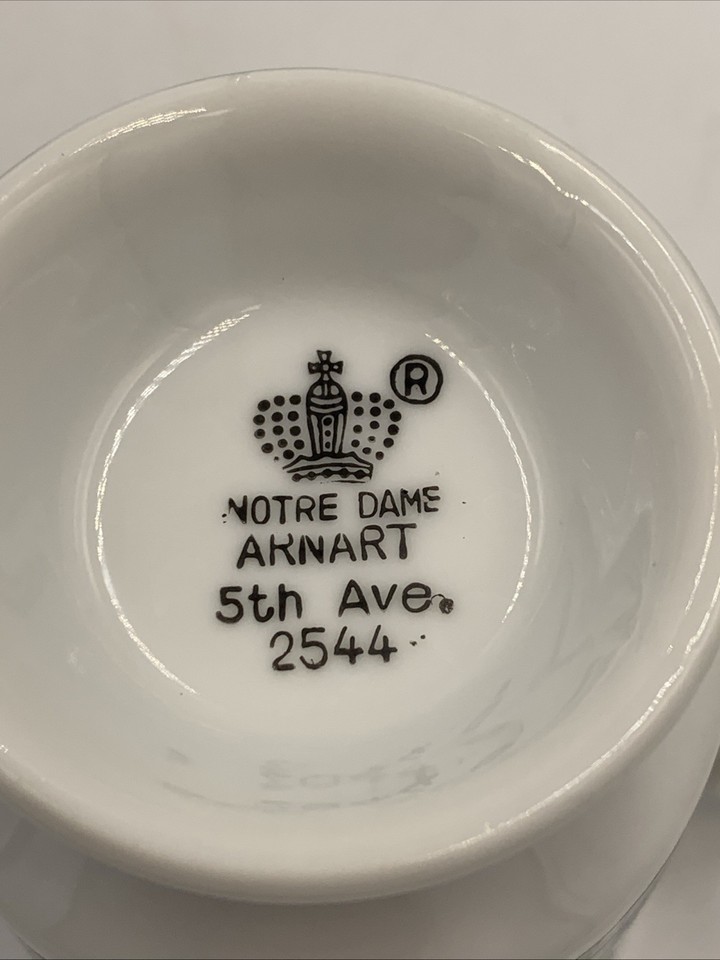 ®
NOTRE DAME
ARNART
5th Ave.
2544